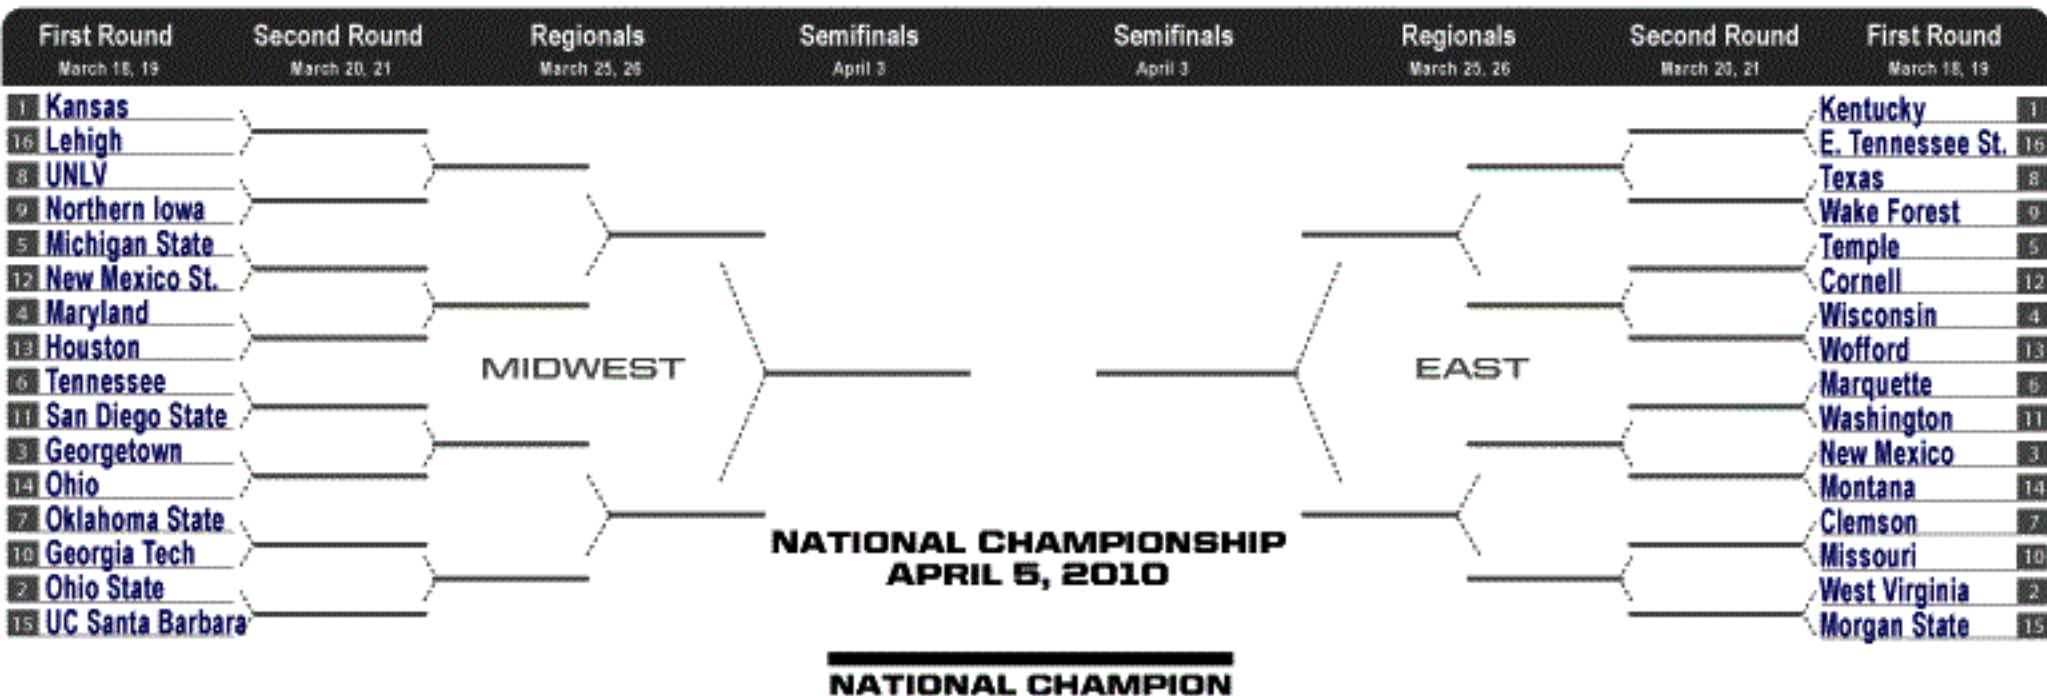 First Round Second Round Regionals Semifinals Semifinals Regionals Second Round First Round
March 18, 19 March 20, 21 March 25, 26 April 3 April 3 March 25, 26 March 20, 21 March 18, 19
1 Kansas
16 Lehigh
8 UNLV
9 Northern Iowa
5 Michigan State
12 New Mexico St.
4 Maryland
13 Houston
6 Tennessee
11 San Diego State
3 Georgetown
14 Ohio
7 Oklahoma State
10 Georgia Tech
2 Ohio State
15 UC Santa Barbara
MIDWEST
Kentucky 1
E. Tennessee St. 16
Texas 8
Wake Forest 9
Temple 5
Cornell 12
Wisconsin 4
Wofford 13
Marquette 6
Washington 11
New Mexico 3
Montana 14
Clemson 7
Missouri 10
West Virginia 2
Morgan State 15
EAST
NATIONAL CHAMPIONSHIP
APRIL 5, 2010
NATIONAL CHAMPION